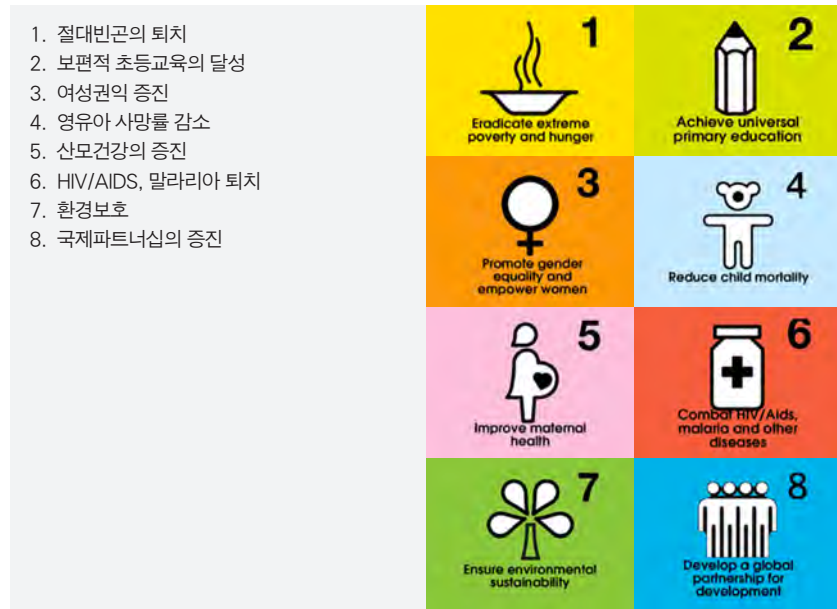 1. 절대빈곤의 퇴치
2. 보편적 초등교육의 달성
3. 여성권익 증진
4. 영유아 사망률 감소
5. 산모건강의 증진
6. HIV/AIDS, 말라리아 퇴치
7. 환경보호
8. 국제파트너십의 증진
1
Eradicate extreme
poverty and hunger
2
Achieve universal
primary education
3
Promote gender
equality and
empower women
4
Reduce child mortality
5
Improve maternal
health
6
Combat HIV/Aids,
malaria and other
diseases
7
Ensure environmental
sustainability
8
Develop a global
partnership for
development